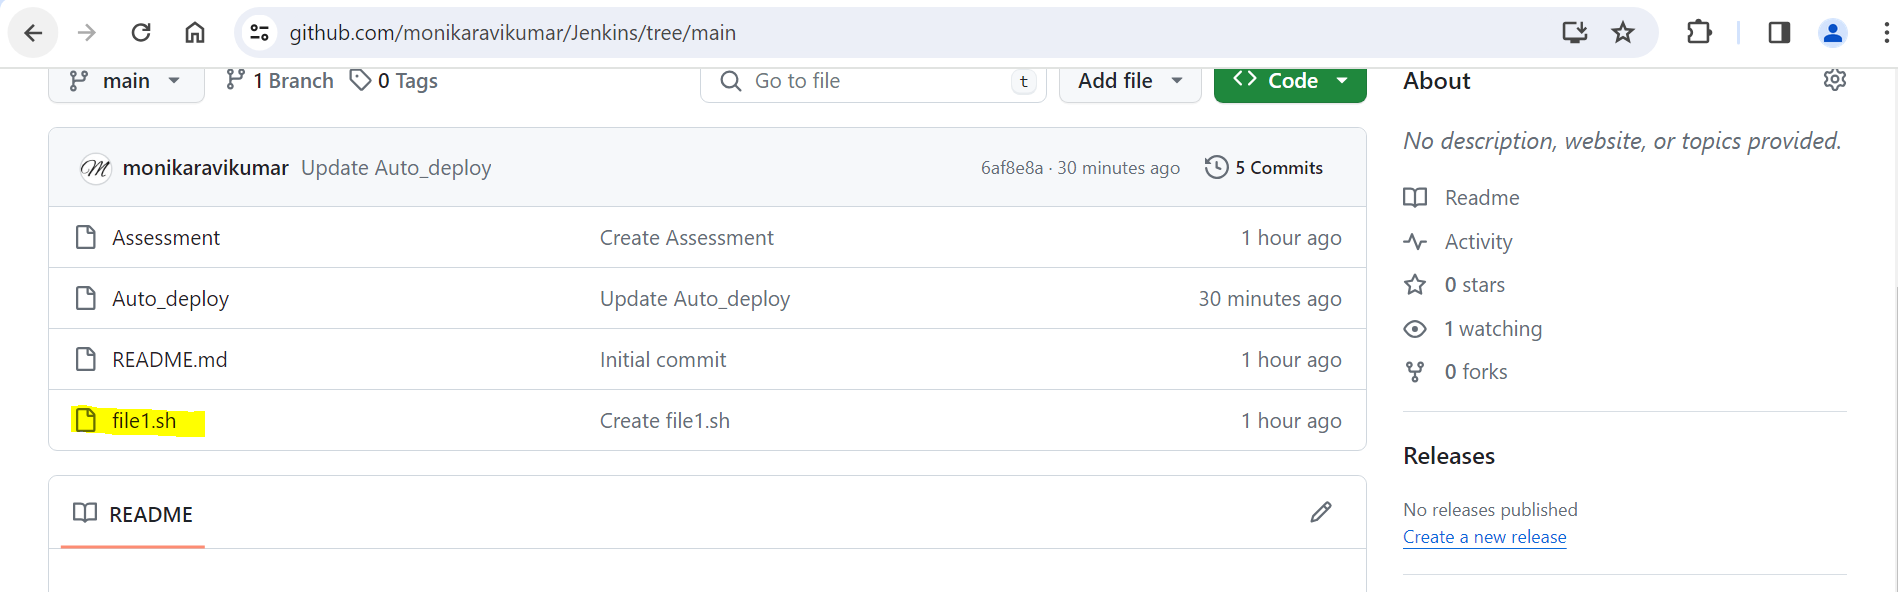 github.com/monikaravikumar/Jenkins/tree/main
main 1 Branch 0 Tags Go to file t Add file Code
monikaravikumar Update Auto_deploy 6af8e8a · 30 minutes ago 5 Commits
Assessment Create Assessment 1 hour ago
Auto_deploy Update Auto_deploy 30 minutes ago
README.md Initial commit 1 hour ago
file1.sh Create file1.sh 1 hour ago
README
About
No description, website, or topics provided.
Readme
Activity
0 stars
1 watching
0 forks
Releases
No releases published
Create a new release